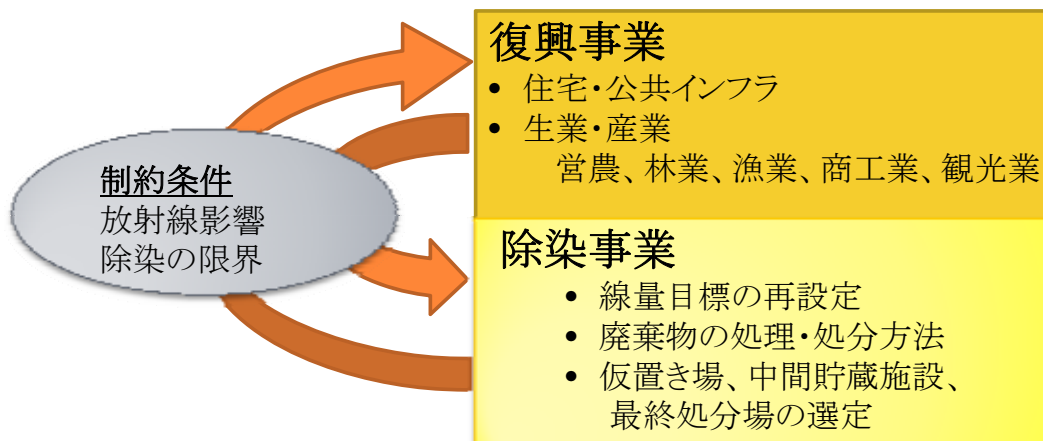 制約条件
放射線影響
除染の限界
復興事業
• 住宅・公共インフラ
• 生業・産業
営農、林業、漁業、商工業、観光業
除染事業
• 線量目標の再設定
• 廃棄物の処理・処分方法
• 仮置き場、中間貯蔵施設、
最終処分場の選定